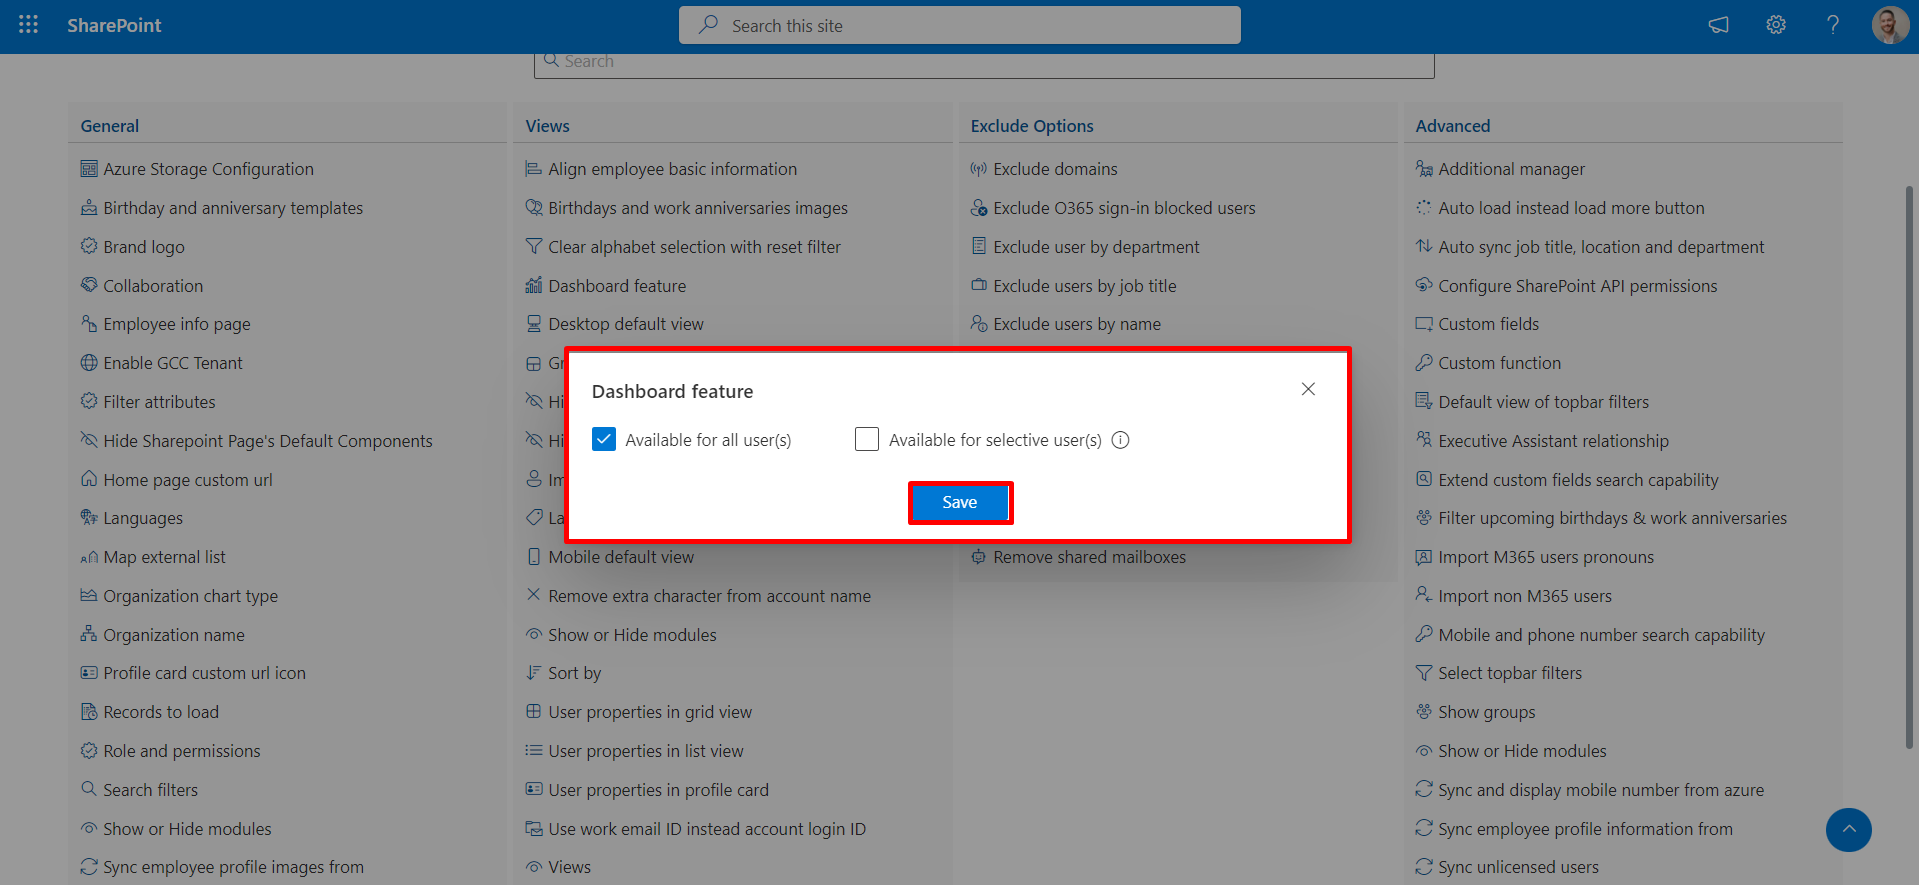 SharePoint
Search this site
Search
General
Azure Storage Configuration
Birthday and anniversary templates
Brand logo
Collaboration
Employee info page
Enable GCC Tenant
Filter attributes
Hide Sharepoint Page's Default Components
Home page custom url
Languages
Map external list
Organization chart type
Organization name
Profile card custom url icon
Records to load
Role and permissions
Search filters
Show or Hide modules
Sync employee profile images from
Views
Align employee basic information
Birthdays and work anniversaries images
Clear alphabet selection with reset filter
Dashboard feature
Desktop default view
Mobile default view
Remove extra character from account name
Show or Hide modules
Sort by
User properties in grid view
User properties in list view
User properties in profile card
Use work email ID instead account login ID
Views
Exclude Options
Exclude domains
Exclude O365 sign-in blocked users
Exclude user by department
Exclude users by job title
Exclude users by name
Remove shared mailboxes
Advanced
Additional manager
Auto load instead load more button
Auto sync job title, location and department
Configure SharePoint API permissions
Custom fields
Custom function
Default view of topbar filters
Executive Assistant relationship
Extend custom fields search capability
Filter upcoming birthdays & work anniversaries
Import M365 users pronouns
Import non M365 users
Mobile and phone number search capability
Select topbar filters
Show groups
Show or Hide modules
Sync and display mobile number from azure
Sync employee profile information from
Sync unlicensed users
Dashboard feature
Available for all user(s)
Available for selective user(s)
Save